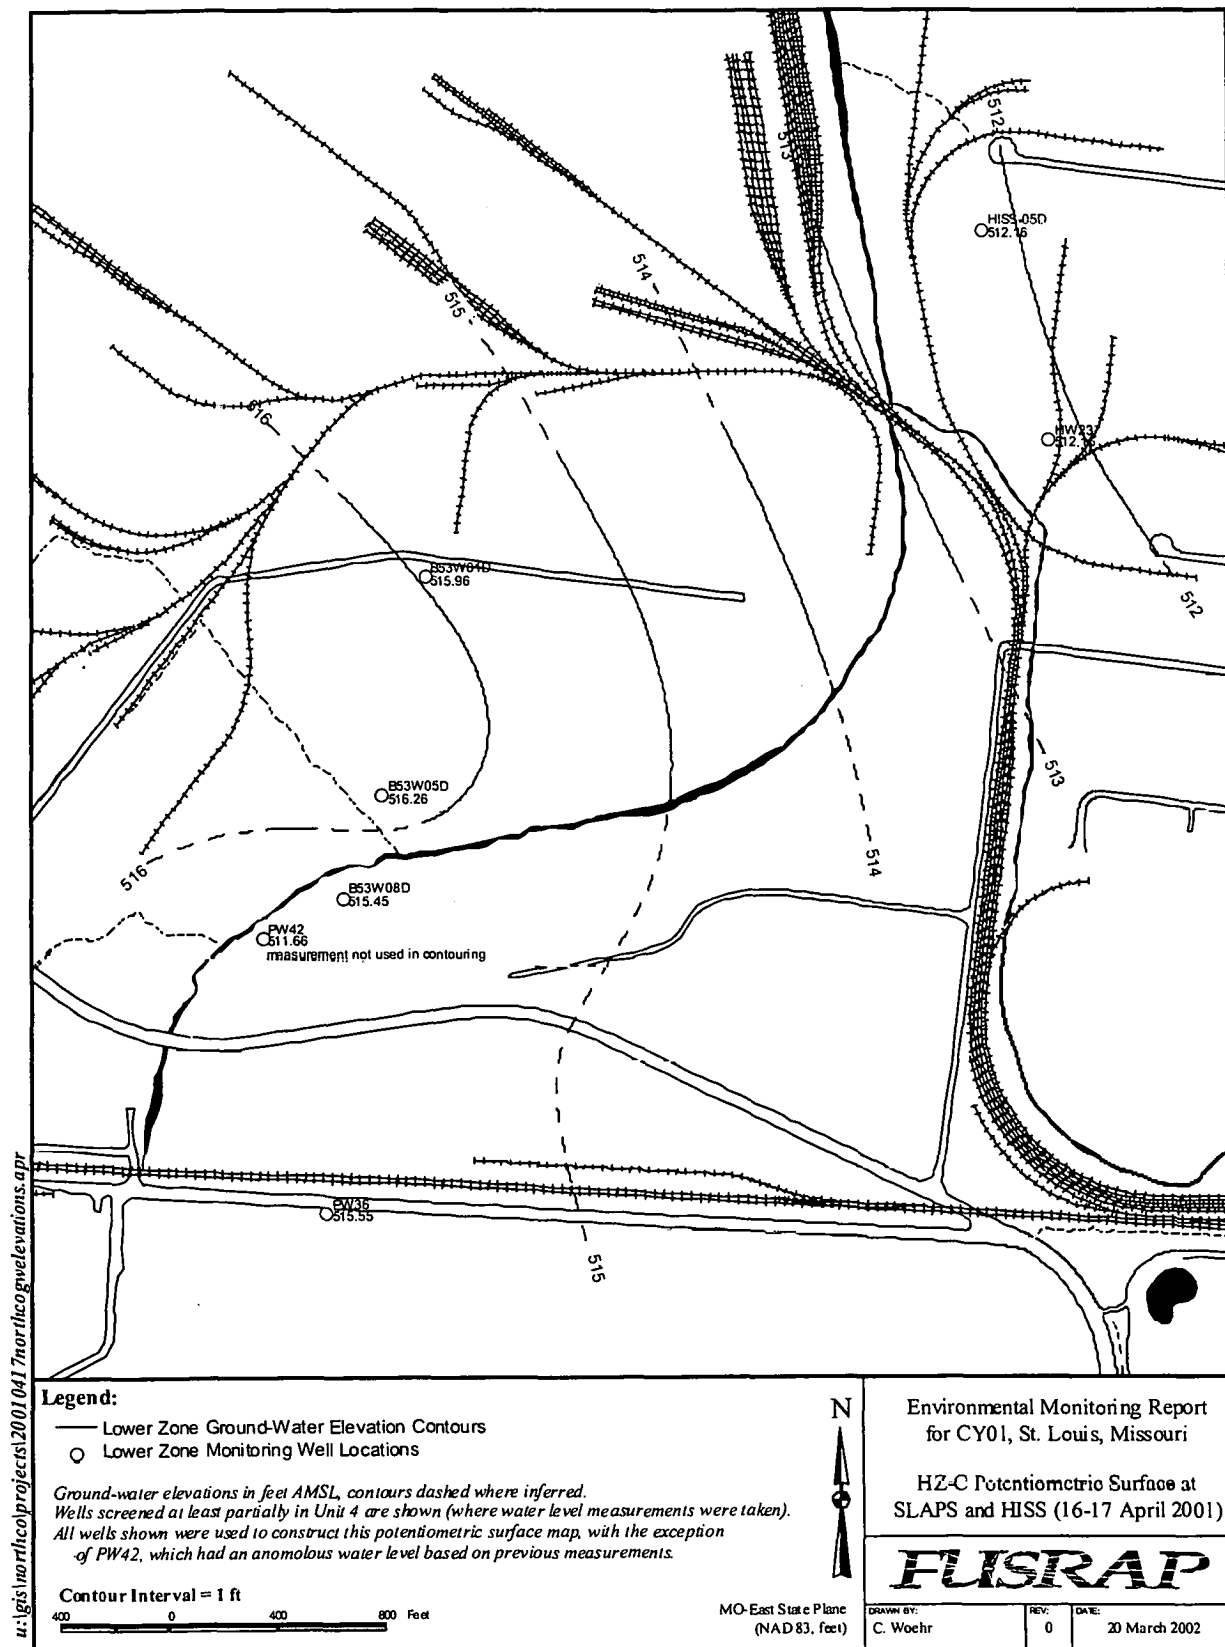 512
513
HISS-05D
512.16
514
515
516
HW23
B53W01D
515.96
512
B53W05D
516.26
513
516
514
B53W08D
515.45
PW42
511.66
measurement not used in contouring
PW36
515.55
515
u:\gis\northco\projects\20010417northcogwelevations.apr
Legend:
Lower Zone Ground-Water Elevation Contours
Lower Zone Monitoring Well Locations
Ground-water elevations in feet AMSL, contours dashed where inferred.
Wells screened at least partially in Unit 4 are shown (where water level measurements were taken).
All wells shown were used to construct this potentiometric surface map, with the exception
of PW42, which had an anomolous water level based on previous measurements.
Contour Interval = 1 ft
400 0 400 800 Feet
N
MO-East State Plane
(NAD 83, feet)
Environmental Monitoring Report
for CY01, St. Louis, Missouri
HZ-C Potentiometric Surface at
SLAPS and HISS (16-17 April 2001)
FUSRAP
DRAWN BY:
C. Woehr
REV:
0
DATE:
20 March 2002